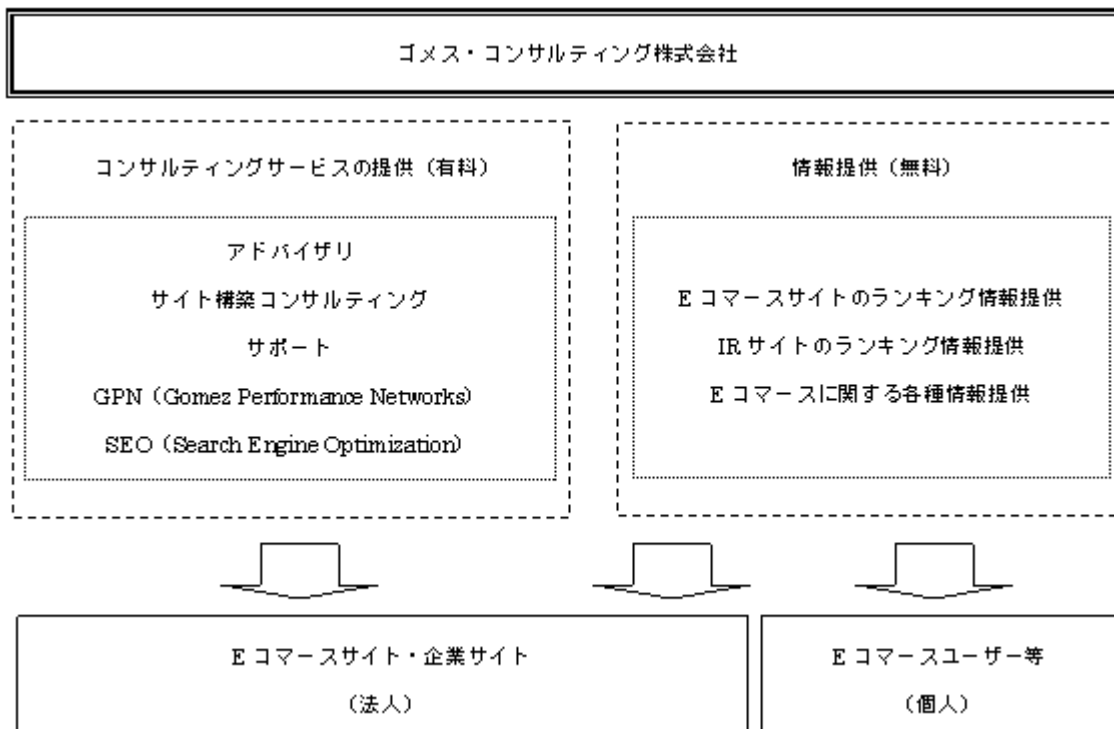 ゴメス・コンサルティング株式会社
コンサルティングサービスの提供（有料）
アドバイザリ
サイト構築コンサルティング
サポート
GPN（Gomez Performance Networks）
SEO（Search Engine Optimization）
情報提供（無料）
Eコマースサイトのランキング情報提供
IRサイトのランキング情報提供
Eコマースに関する各種情報提供
Eコマースサイト・企業サイト
（法人）
Eコマースユーザー等
（個人）